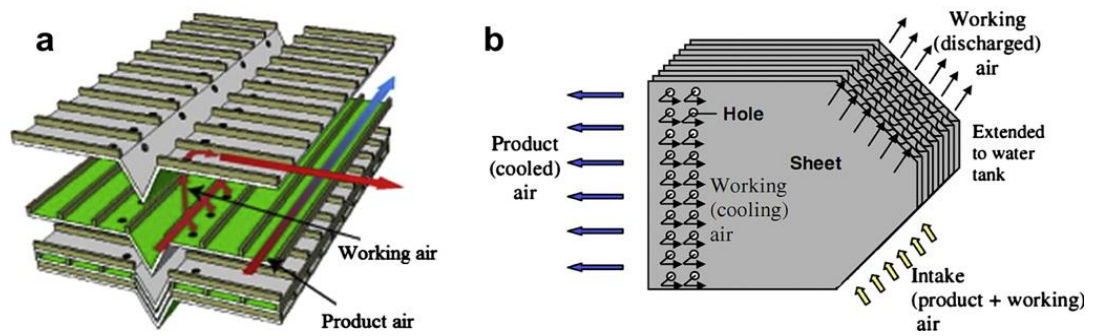 a
Working air
Product air
b
Working
(discharged)
air
Hole
Product
(cooled)
air
Extended
to water
tank
Sheet
Working
(cooling)
air
Intake
(product + working)
air